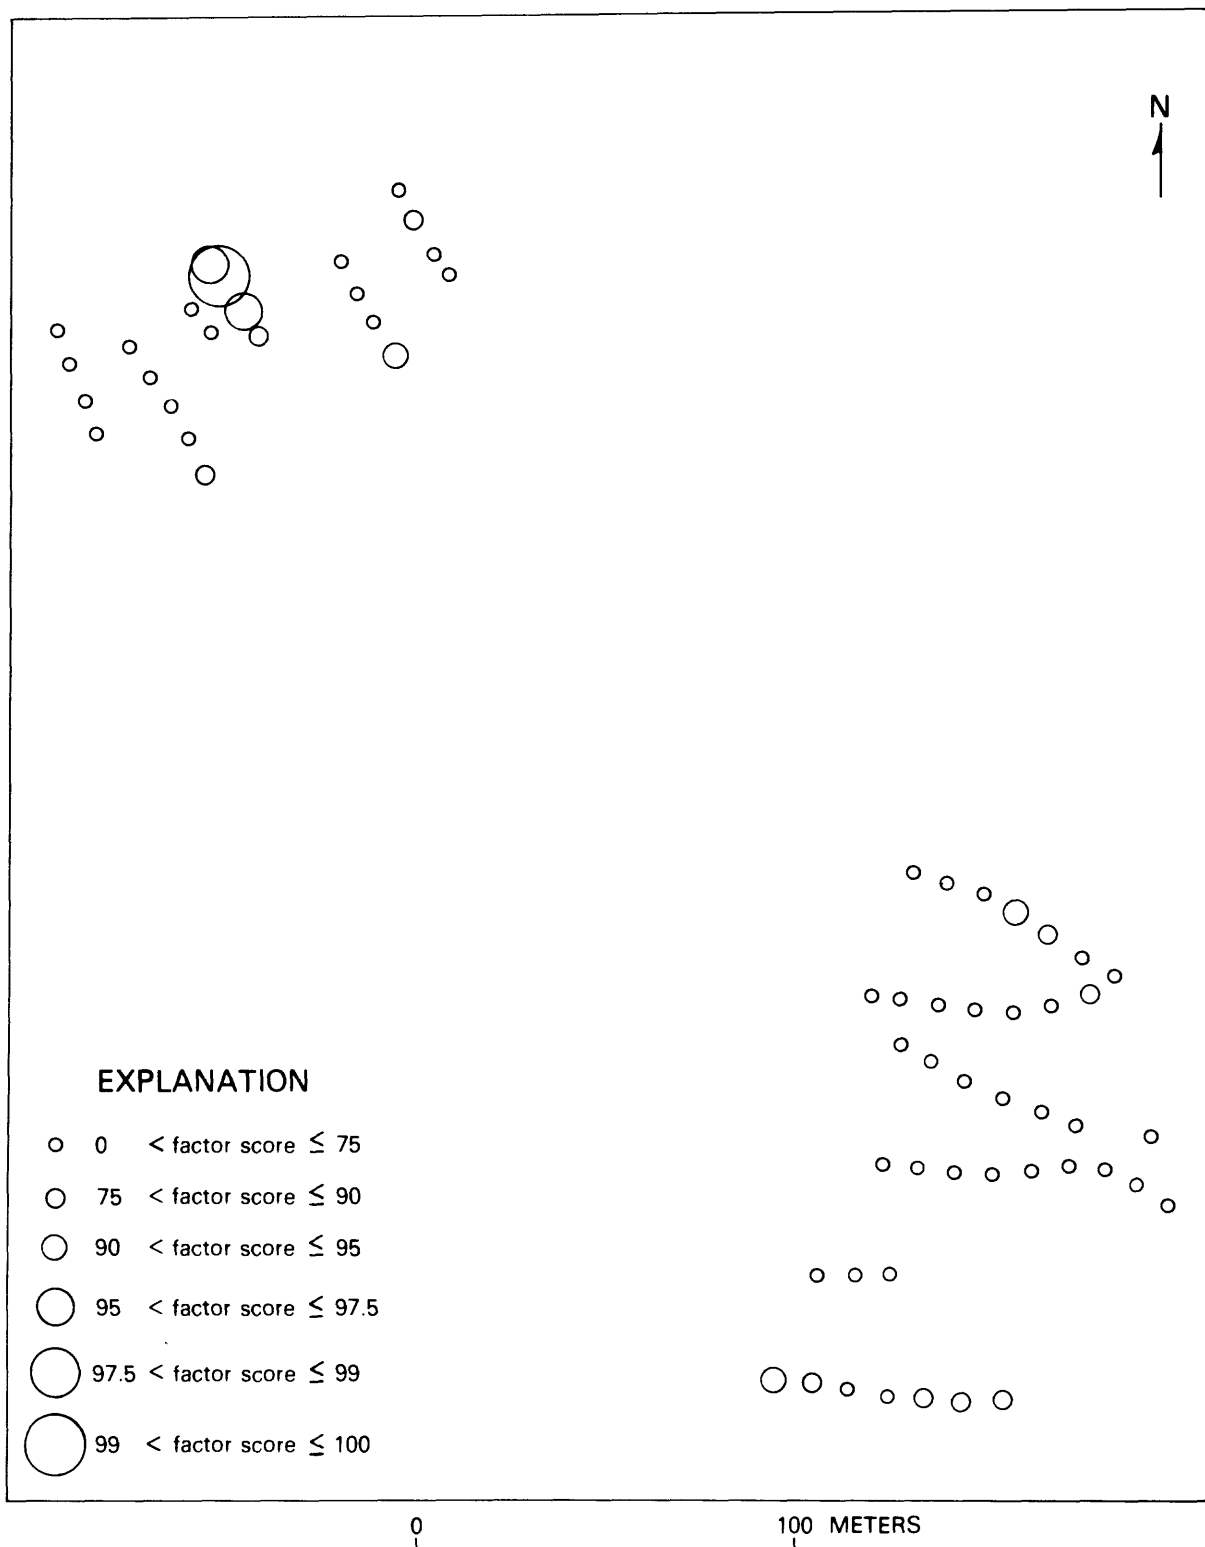 N
EXPLANATION
0 < factor score ≤ 75
75 < factor score ≤ 90
90 < factor score ≤ 95
95 < factor score ≤ 97.5
97.5 < factor score ≤ 99
99 < factor score ≤ 100
0 100 METERS